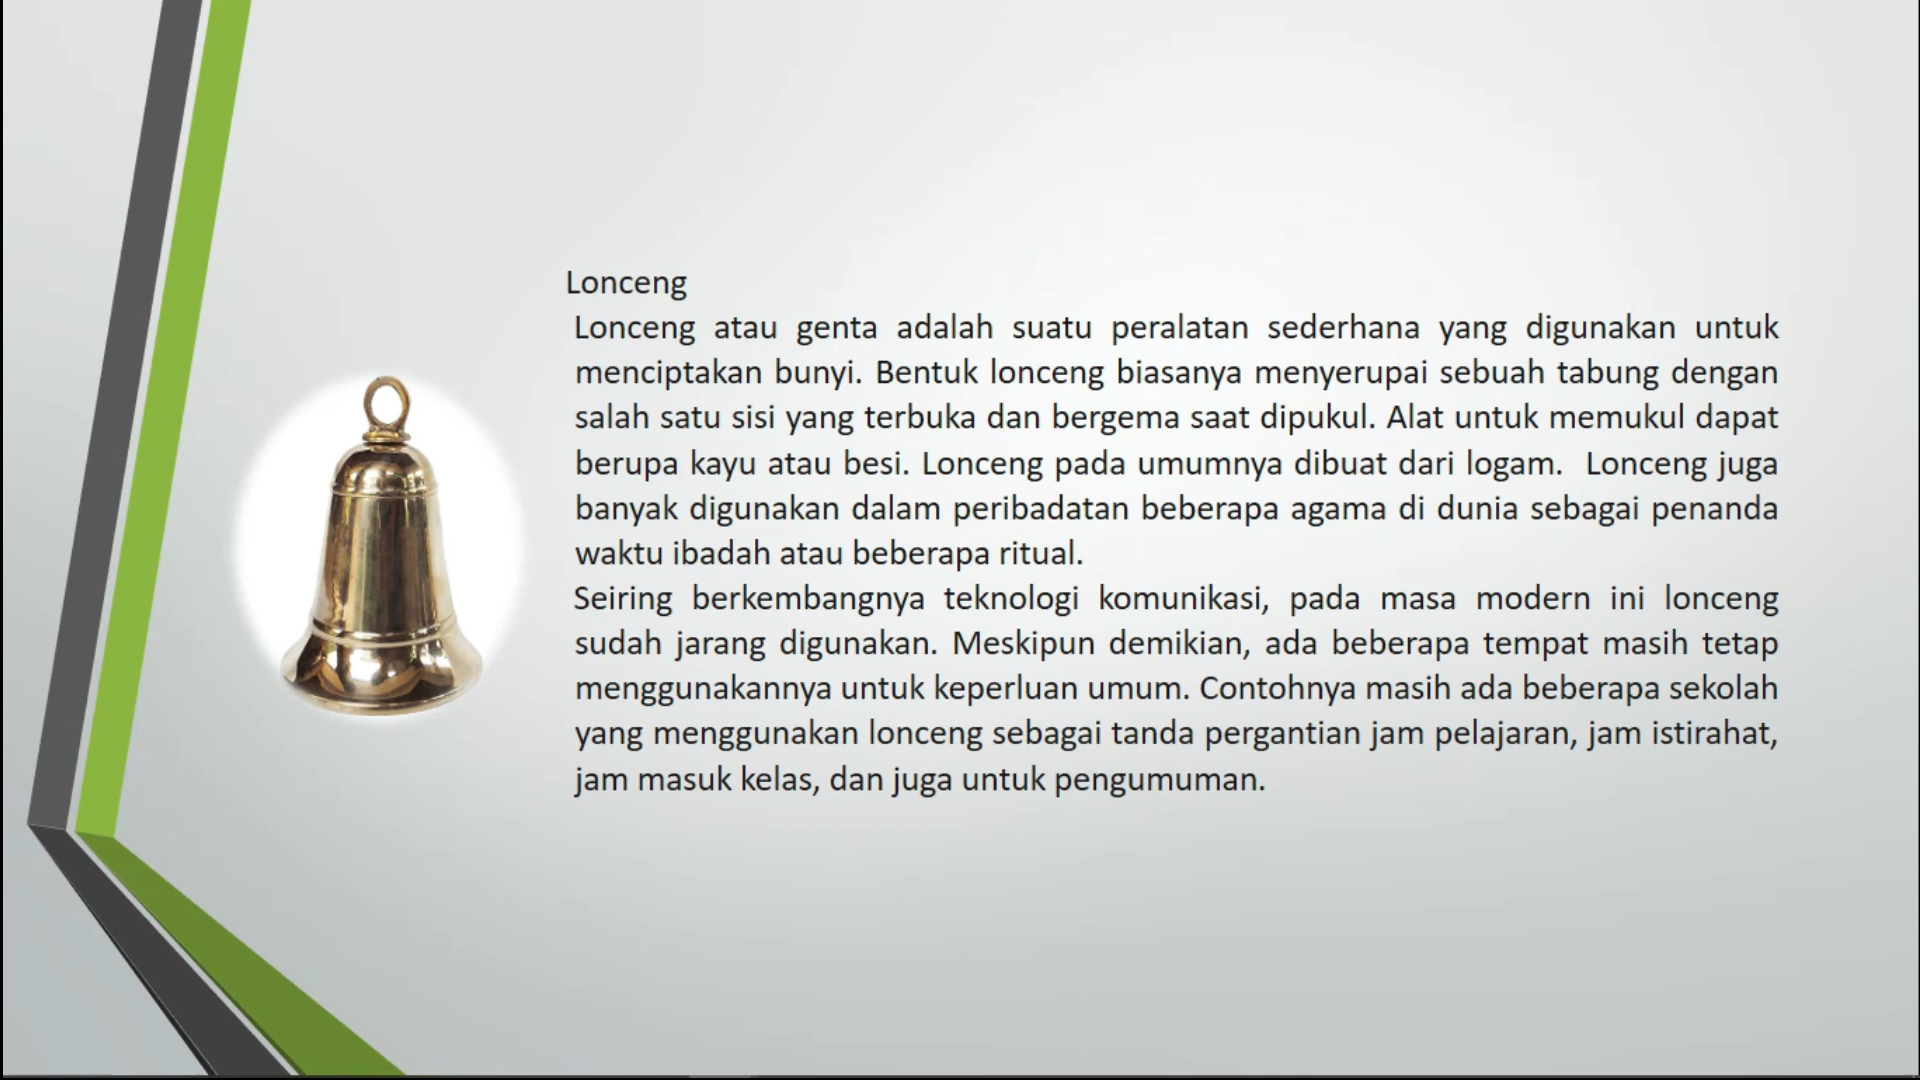 Lonceng
Lonceng atau genta adalah suatu peralatan sederhana yang digunakan untuk
menciptakan bunyi. Bentuk lonceng biasanya menyerupai sebuah tabung dengan
salah satu sisi yang terbuka dan bergema saat dipukul. Alat untuk memukul dapat
berupa kayu atau besi. Lonceng pada umumnya dibuat dari logam.  Lonceng juga
banyak digunakan dalam peribadatan beberapa agama di dunia sebagai penanda
waktu ibadah atau beberapa ritual.
Seiring berkembangnya teknologi komunikasi, pada masa modern ini lonceng
sudah jarang digunakan. Meskipun demikian, ada beberapa tempat masih tetap
menggunakannya untuk keperluan umum. Contohnya masih ada beberapa sekolah
yang menggunakan lonceng sebagai tanda pergantian jam pelajaran, jam istirahat,
jam masuk kelas, dan juga untuk pengumuman.